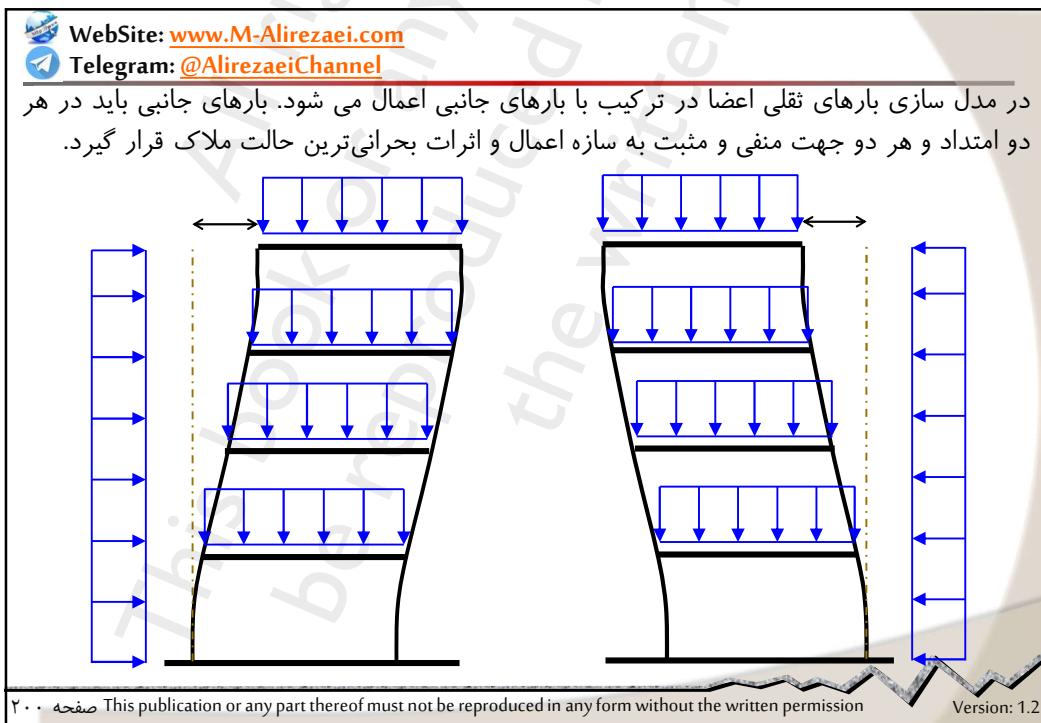 WebSite: www.M-Alirezaei.com
Telegram: @AlirezaeiChannel
در مدل سازی بارهای ثقلی اعضا در ترکیب با بارهای جانبی اعمال می شود. بارهای جانبی باید در هر
دو امتداد و هر دو جهت منفی و مثبت به سازه اعمال و اثرات بحرانی‌ترین حالت ملاک قرار گیرد.
صفحه ۲۰۰ This publication or any part thereof must not be reproduced in any form without the written permission Version: 1.2